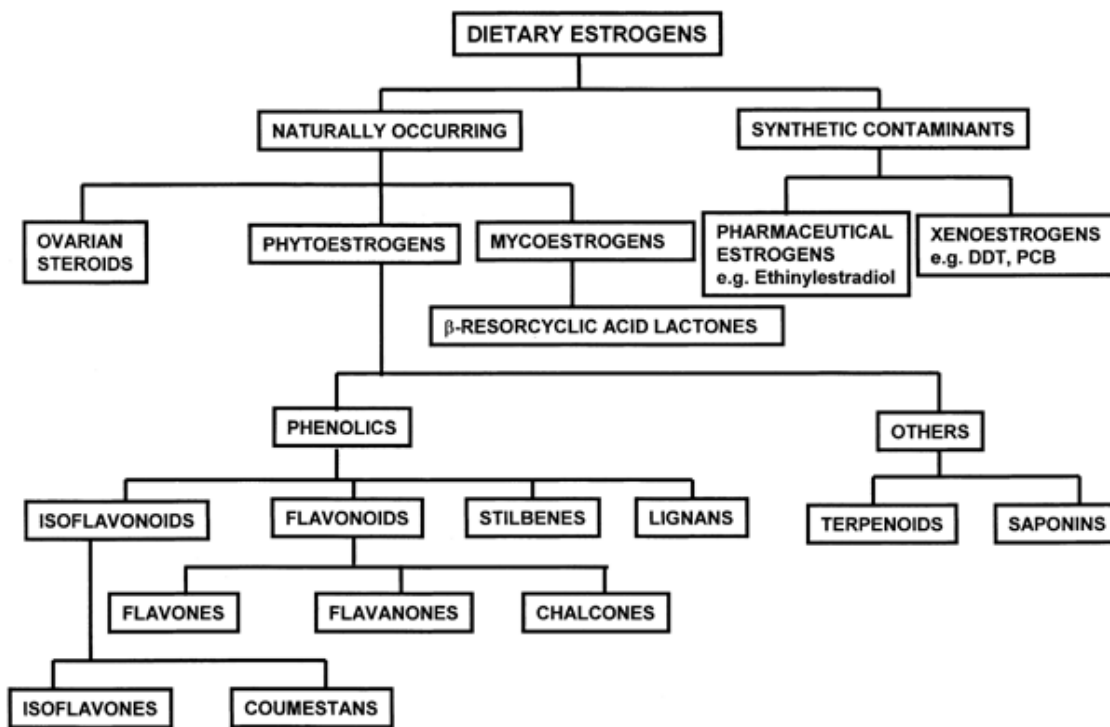 DIETARY ESTROGENS
NATURALLY OCCURRING
SYNTHETIC CONTAMINANTS
OVARIAN
STEROIDS
PHYTOESTROGENS
MYCOESTROGENS
PHARMACEUTICAL
ESTROGENS
e.g. Ethinylestradiol
XENOESTROGENS
e.g. DDT, PCB
β-RESORCYCLIC ACID LACTONES
PHENOLICS
OTHERS
ISOFLAVONOIDS
FLAVONOIDS
STILBENES
LIGNANS
TERPENOIDS
SAPONINS
FLAVONES
FLAVANONES
CHALCONES
ISOFLAVONES
COUMESTANS